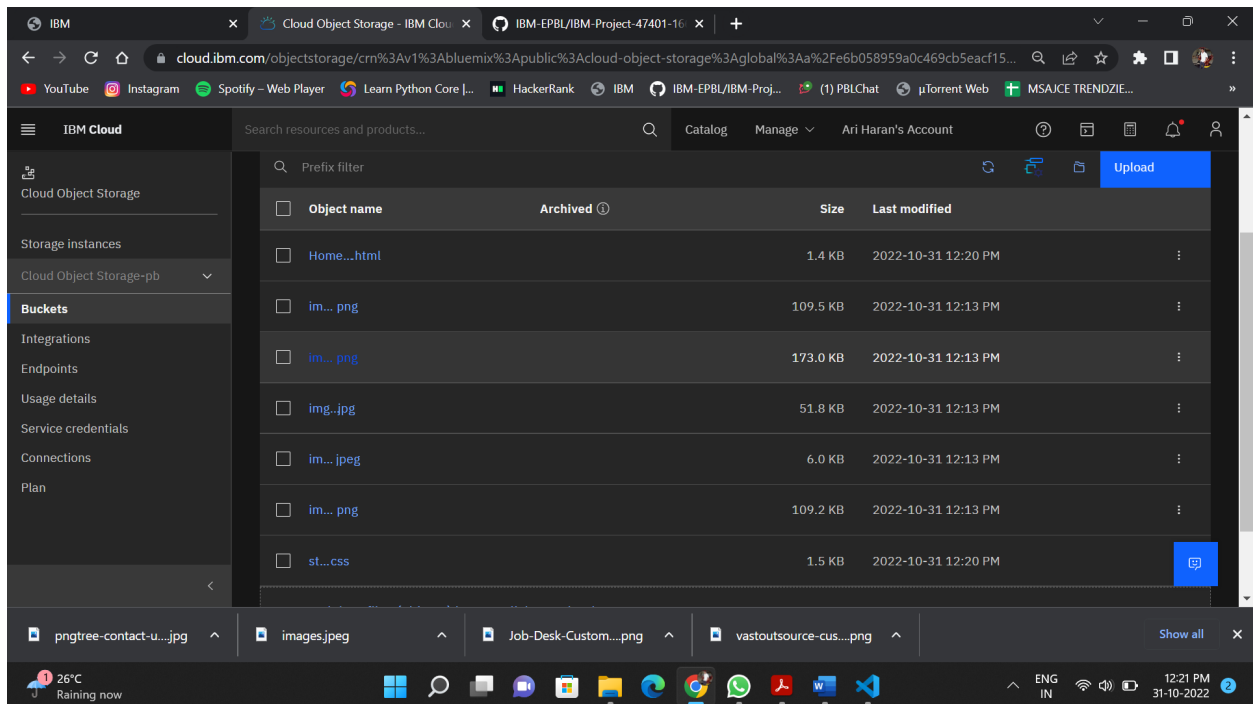 IBM
Cloud Object Storage - IBM Clou
IBM-EPBL/IBM-Project-47401-16
cloud.ibm.com/objectstorage/crn%3Av1%3Abluemix%3Apublic%3Acloud-object-storage%3Aglobal%3Aa%2Fe6b058959a0c469cb5eacf15...
YouTube Instagram Spotify – Web Player Learn Python Core |... HackerRank IBM IBM-EPBL/IBM-Proj... (1) PBLChat µTorrent Web MSAJCE TRENDZIE... »
IBM Cloud Search resources and products... Catalog Manage Ari Haran's Account
Cloud Object Storage
Storage instances
Cloud Object Storage-pb
Buckets
Integrations
Endpoints
Usage details
Service credentials
Connections
Plan
Prefix filter Upload
Object name Archived Size Last modified
Home...html 1.4 KB 2022-10-31 12:20 PM
im... png 109.5 KB 2022-10-31 12:13 PM
im... png 173.0 KB 2022-10-31 12:13 PM
img...jpg 51.8 KB 2022-10-31 12:13 PM
im... jpeg 6.0 KB 2022-10-31 12:13 PM
im... png 109.2 KB 2022-10-31 12:13 PM
st...css 1.5 KB 2022-10-31 12:20 PM
pngtree-contact-u....jpg images.jpeg Job-Desk-Custom....png vastoutsource-cus....png Show all
1 26°C
Raining now
ENG
IN
12:21 PM
31-10-2022
2